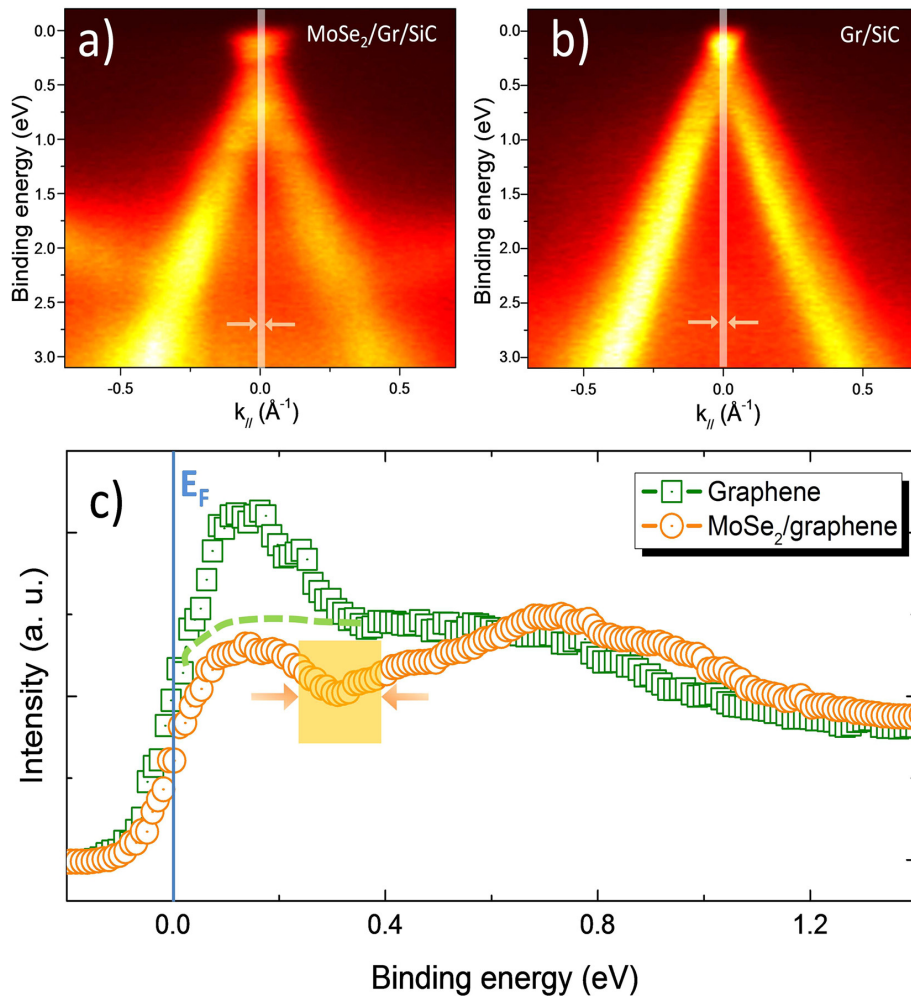 a)
MoSe₂/Gr/SiC
0.0
0.5
1.0
1.5
2.0
2.5
3.0
Binding energy (eV)
-0.5
0.0
0.5
k// (Å⁻¹)
b)
Gr/SiC
0.0
0.5
1.0
1.5
2.0
2.5
3.0
Binding energy (eV)
-0.5
0.0
0.5
k// (Å⁻¹)
c)
E_F
Graphene
MoSe₂/graphene
Intensity (a. u.)
0.0
0.4
0.8
1.2
Binding energy (eV)